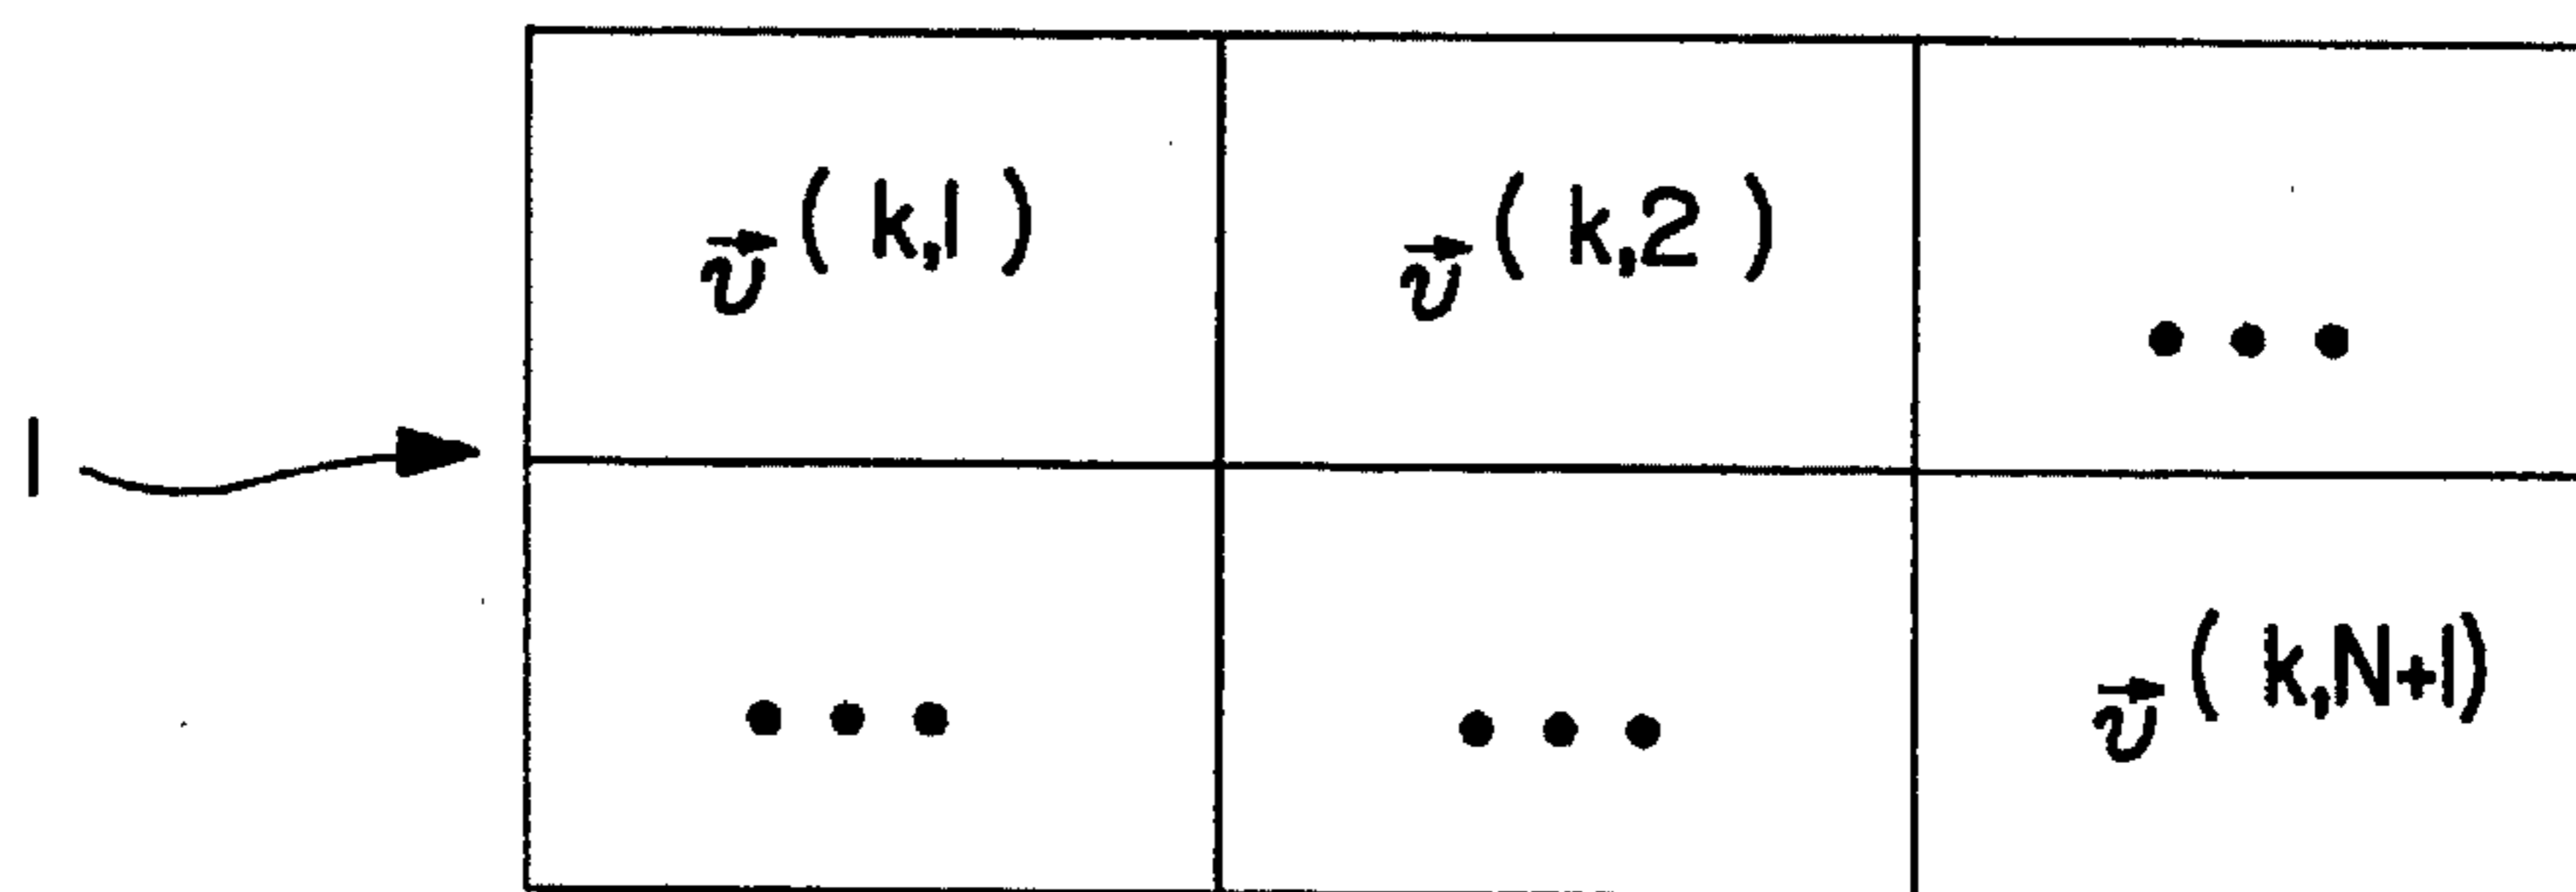 v⃗ ( k,1 ) v⃗ ( k,2 ) •••
1
••• ••• v⃗ ( k,N+1)